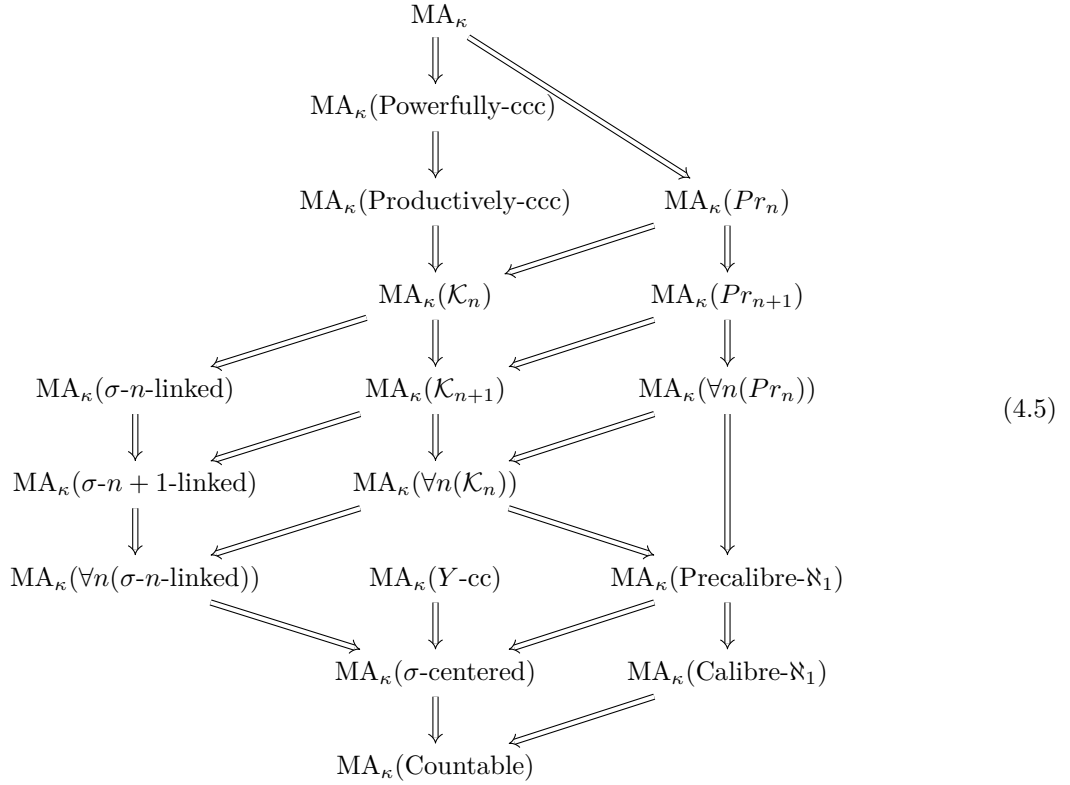 MA_κ
MA_κ(Powerfully-ccc)
MA_κ(Productively-ccc) MA_κ(Pr_n)
MA_κ(𝒦_n) MA_κ(Pr_{n+1})
MA_κ(σ-n-linked) MA_κ(𝒦_{n+1}) MA_κ(∀n(Pr_n)) (4.5)
MA_κ(σ-n + 1-linked) MA_κ(∀n(𝒦_n))
MA_κ(∀n(σ-n-linked)) MA_κ(Y-cc) MA_κ(Precalibre-ℵ_1)
MA_κ(σ-centered) MA_κ(Calibre-ℵ_1)
MA_κ(Countable)